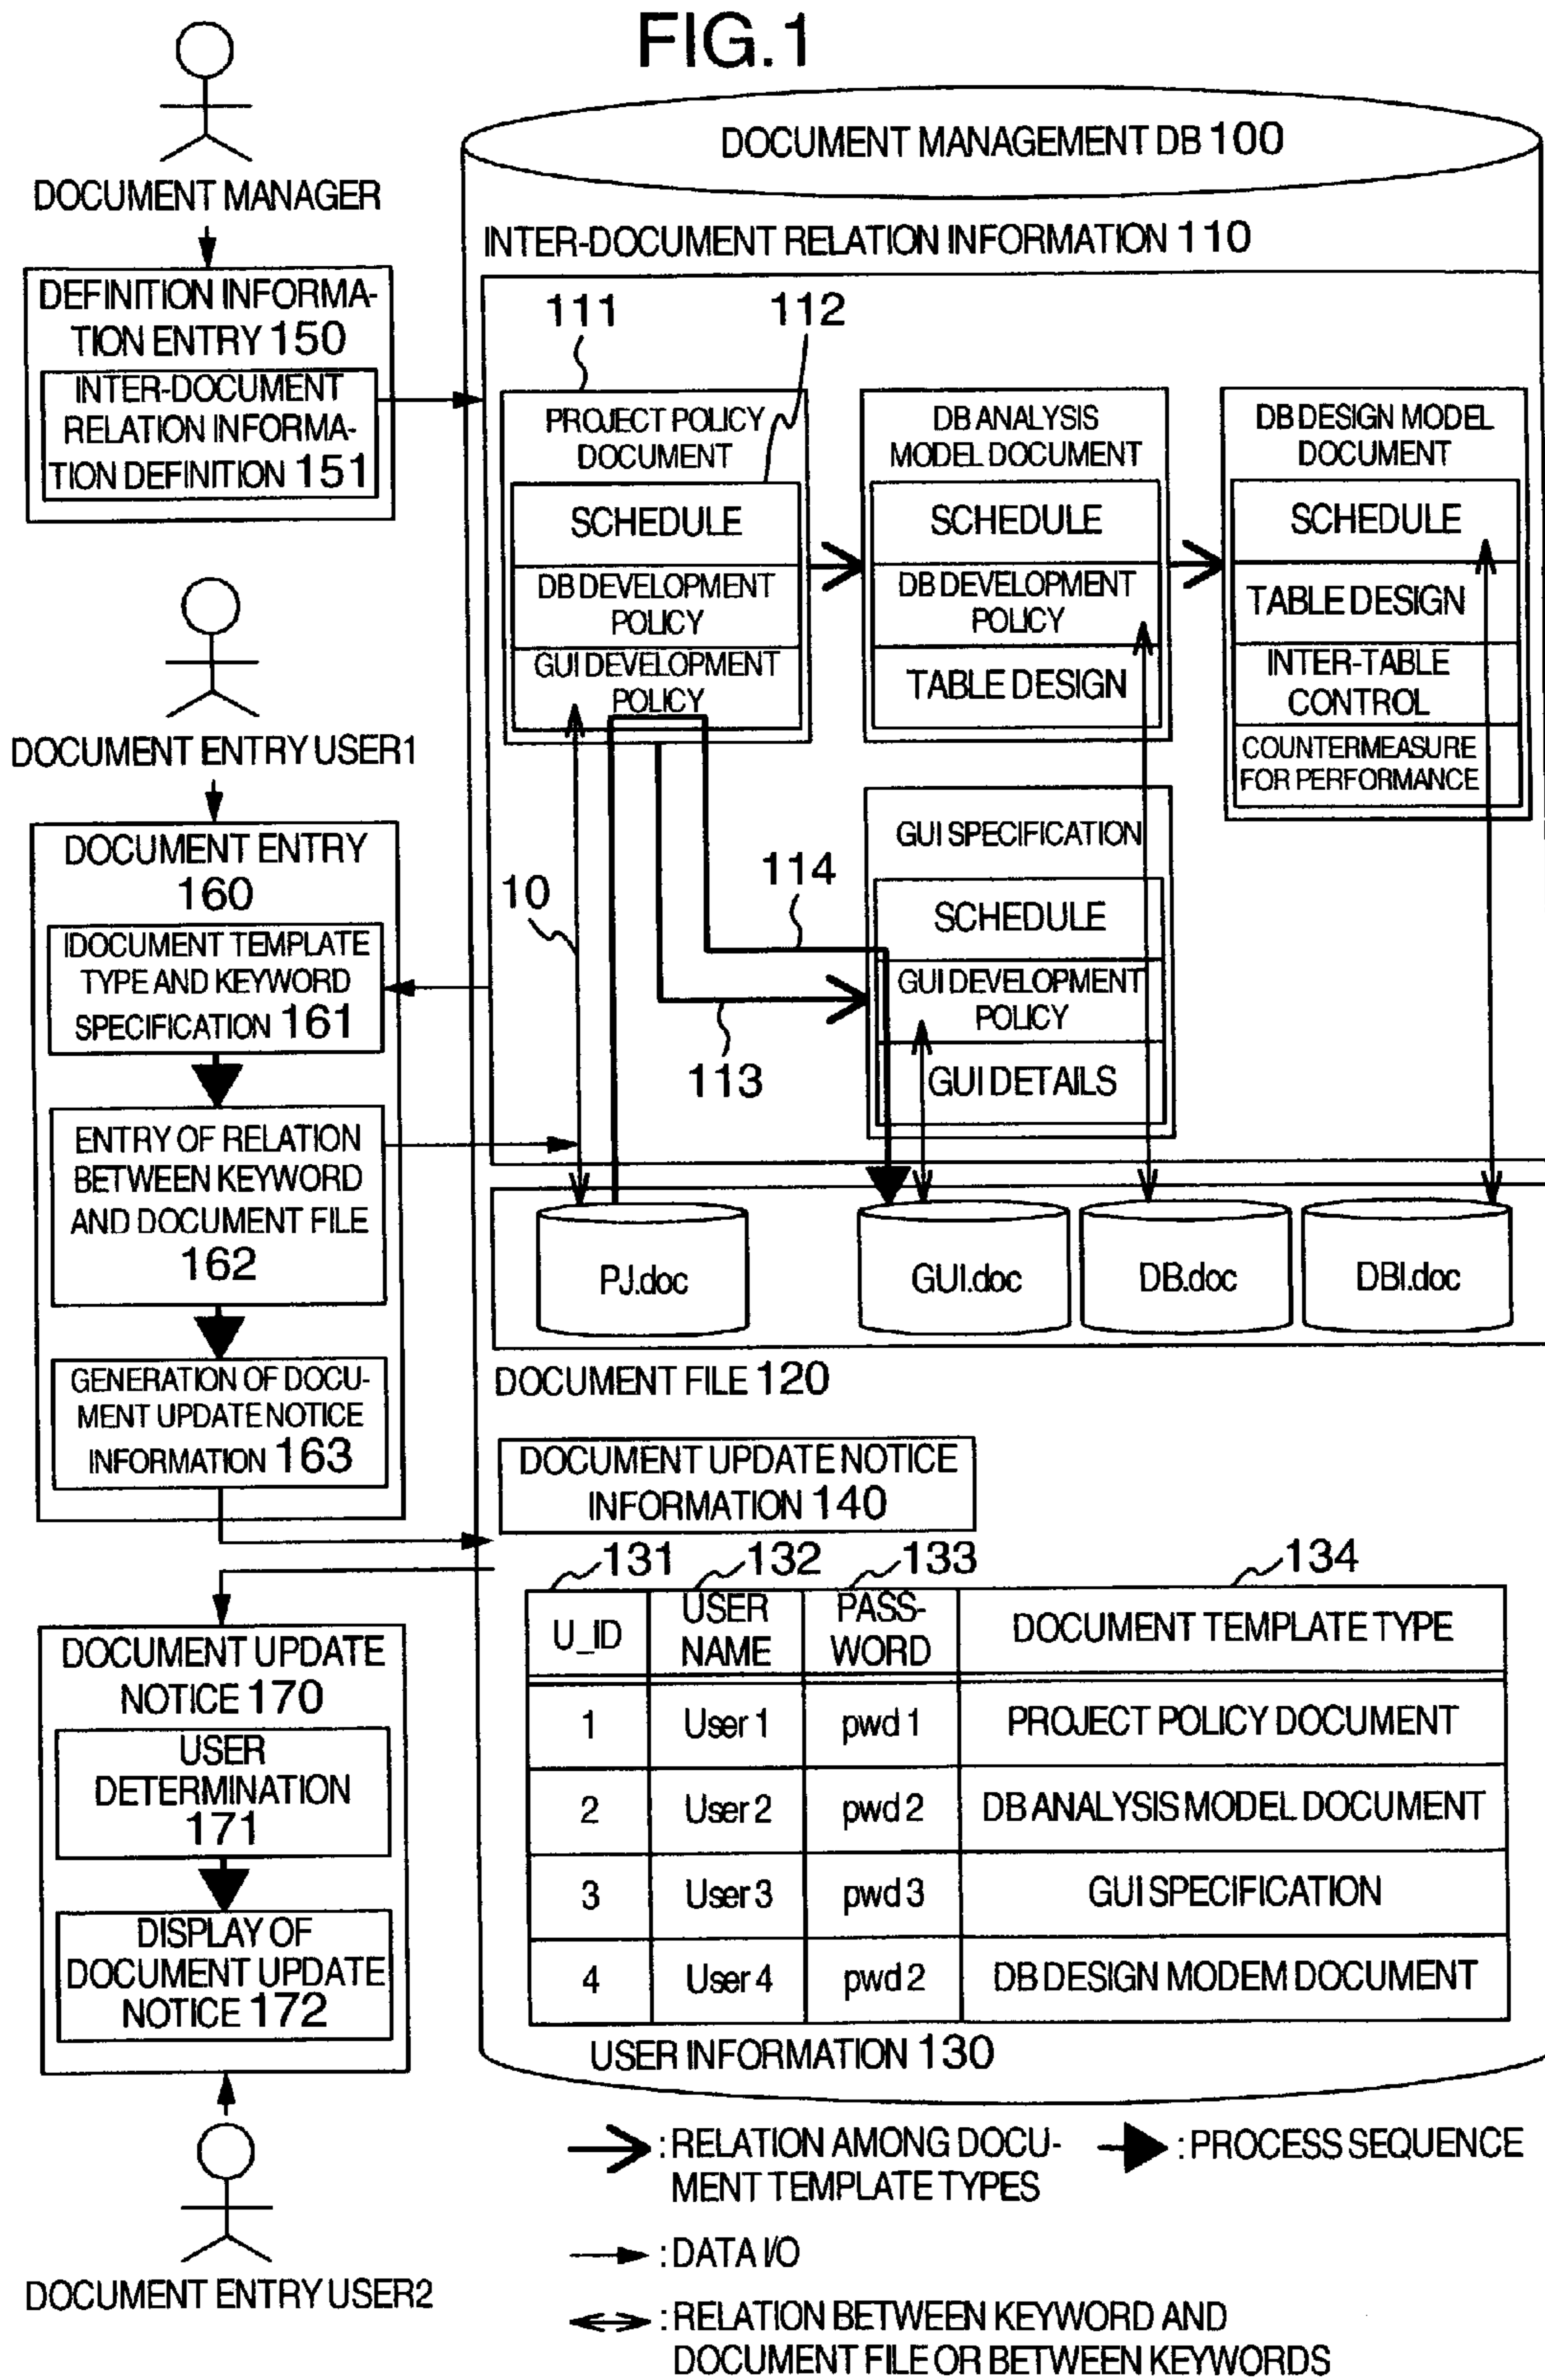 FIG.1
DOCUMENT MANAGER
DEFINITION INFORMA-
TION ENTRY 150
INTER-DOCUMENT
RELATION INFORMA-
TION DEFINITION 151
DOCUMENT ENTRY USER1
DOCUMENT ENTRY
160
IDOCUMENT TEMPLATE
TYPE AND KEYWORD
SPECIFICATION 161
ENTRY OF RELATION
BETWEEN KEYWORD
AND DOCUMENT FILE
162
GENERATION OF DOCU-
MENT UPDATE NOTICE
INFORMATION 163
DOCUMENT UPDATE
NOTICE 170
USER
DETERMINATION
171
DISPLAY OF
DOCUMENT UPDATE
NOTICE 172
DOCUMENT ENTRY USER2
DOCUMENT MANAGEMENT DB 100
INTER-DOCUMENT RELATION INFORMATION 110
111
112
PROJECT POLICY
DOCUMENT
SCHEDULE
DB DEVELOPMENT
POLICY
GUI DEVELOPMENT
POLICY
DB ANALYSIS
MODEL DOCUMENT
SCHEDULE
DB DEVELOPMENT
POLICY
TABLE DESIGN
DB DESIGN MODEL
DOCUMENT
SCHEDULE
TABLE DESIGN
INTER-TABLE
CONTROL
COUNTERMEASURE
FOR PERFORMANCE
10
114
113
GUI SPECIFICATION
SCHEDULE
GUI DEVELOPMENT
POLICY
GUI DETAILS
PJ.doc
GUI.doc
DB.doc
DBI.doc
DOCUMENT FILE 120
DOCUMENT UPDATE NOTICE
INFORMATION 140
131 132 133 134
U_ID
USER
NAME
PASS-
WORD
DOCUMENT TEMPLATE TYPE
1 User 1 pwd 1 PROJECT POLICY DOCUMENT
2 User 2 pwd 2 DB ANALYSIS MODEL DOCUMENT
3 User 3 pwd 3 GUI SPECIFICATION
4 User 4 pwd 2 DB DESIGN MODEM DOCUMENT
USER INFORMATION 130
: RELATION AMONG DOCU-
MENT TEMPLATE TYPES
: PROCESS SEQUENCE
: DATA I/O
: RELATION BETWEEN KEYWORD AND
DOCUMENT FILE OR BETWEEN KEYWORDS